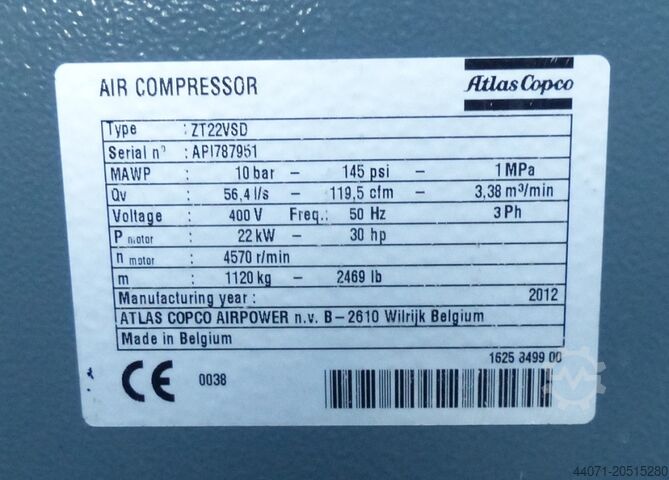 AIR COMPRESSOR
Atlas Copco
Type : ZT22VSD
Serial n° : API787951
MAWP : 10 bar – 145 psi – 1 MPa
Qv : 56,4 l/s – 119,5 cfm – 3,38 m³/min
Voltage : 400 V Freq.: 50 Hz 3 Ph
P motor : 22 kW – 30 hp
n motor : 4570 r/min
m : 1120 kg – 2469 lb
Manufacturing year : 2012
ATLAS COPCO AIRPOWER n.v. B–2610 Wilrijk Belgium
Made in Belgium
1625 3499 00
CE 0038
44071-20515280